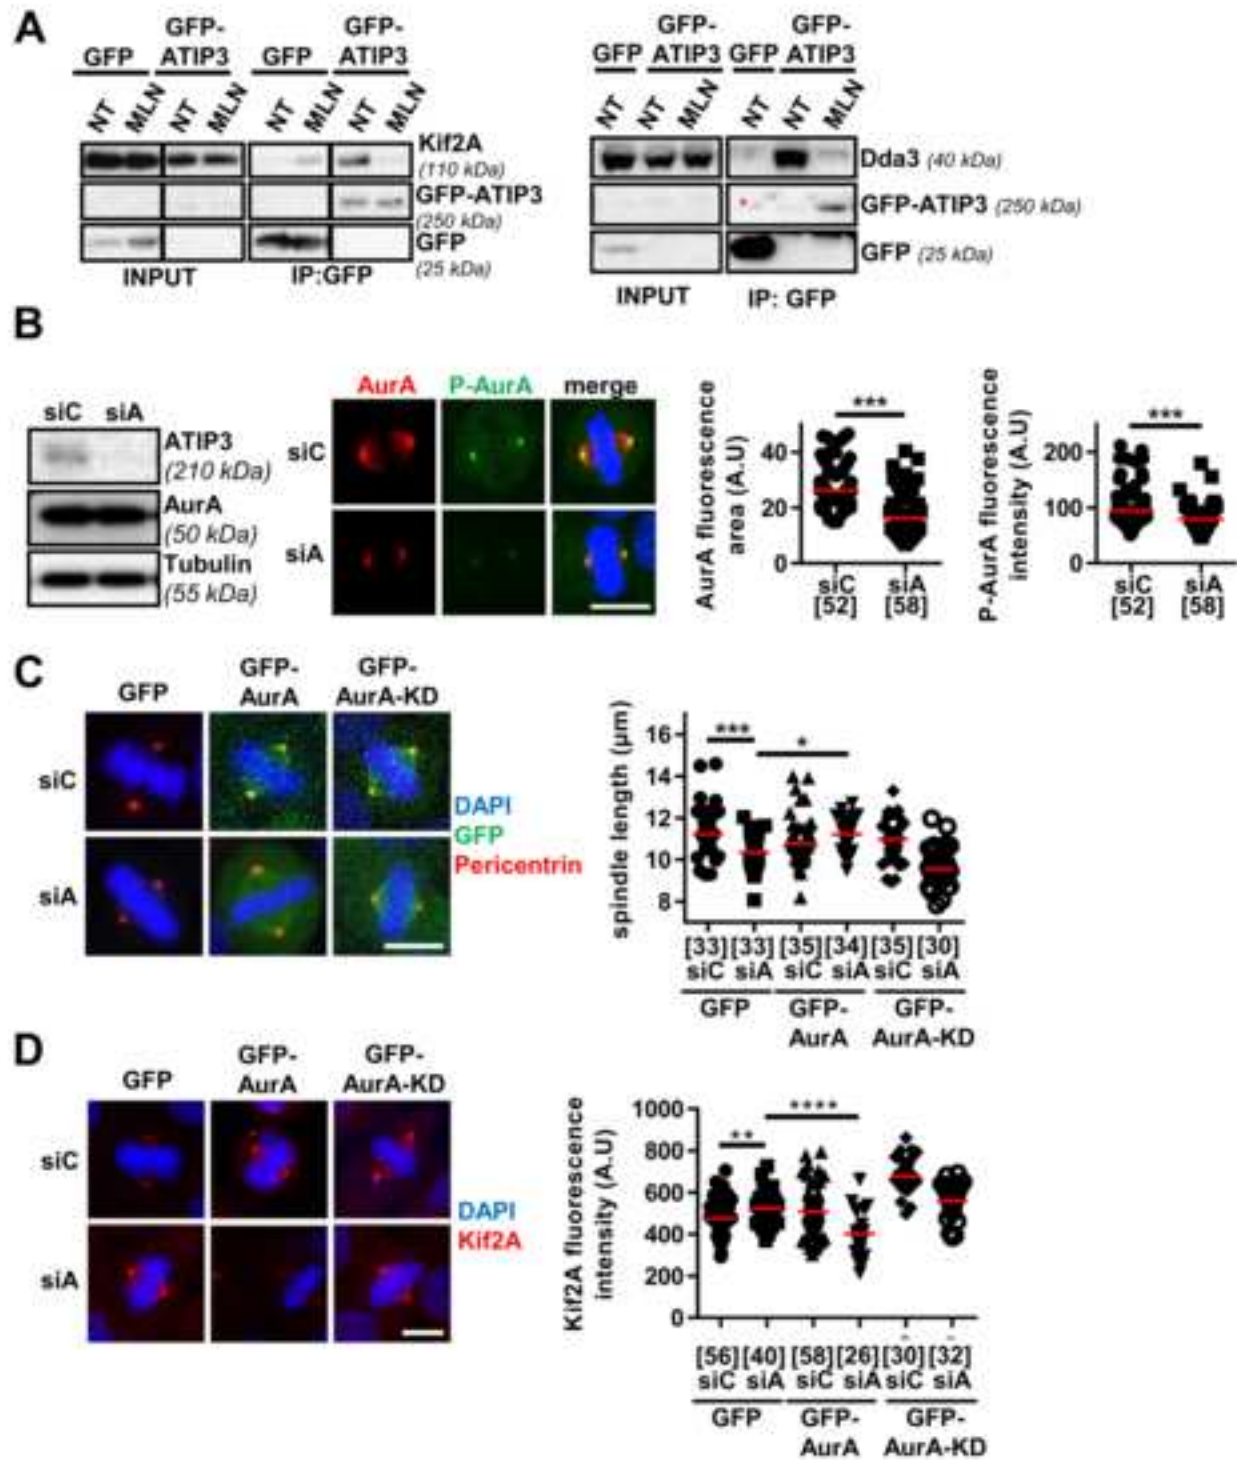 A
GFP GFP-ATIP3 GFP GFP-ATIP3
NT MLN NT MLN NT MLN NT MLN
Kif2A
(110 kDa)
GFP-ATIP3
(250 kDa)
GFP
(25 kDa)
INPUT IP:GFP
GFP GFP-ATIP3 GFP GFP-ATIP3
NT NT MLN NT NT MLN
Dda3 (40 kDa)
*
GFP-ATIP3 (250 kDa)
GFP (25 kDa)
INPUT IP: GFP
B
siC siA
ATIP3
(210 kDa)
AurA
(50 kDa)
Tubulin
(55 kDa)
AurA P-AurA merge
siC
siA
AurA fluorescence
area (A.U)
***
40
20
0
siC siA
[52] [58]
P-AurA fluorescence
intensity (A.U)
***
200
100
0
siC siA
[52] [58]
C
GFP GFP-AurA GFP-AurA-KD
siC
siA
DAPI
GFP
Pericentrin
spindle length (µm)
*** *
16
14
12
10
8
[33] [33] [35] [34] [35] [30]
siC siA siC siA siC siA
GFP GFP-AurA GFP-AurA-KD
D
GFP GFP-AurA GFP-AurA-KD
siC
siA
DAPI
Kif2A
Kif2A fluorescence
intensity (A.U)
** ****
1000
800
600
400
200
0
[56] [40] [58] [26] [30] [32]
siC siA siC siA siC siA
GFP GFP-AurA GFP-AurA-KD